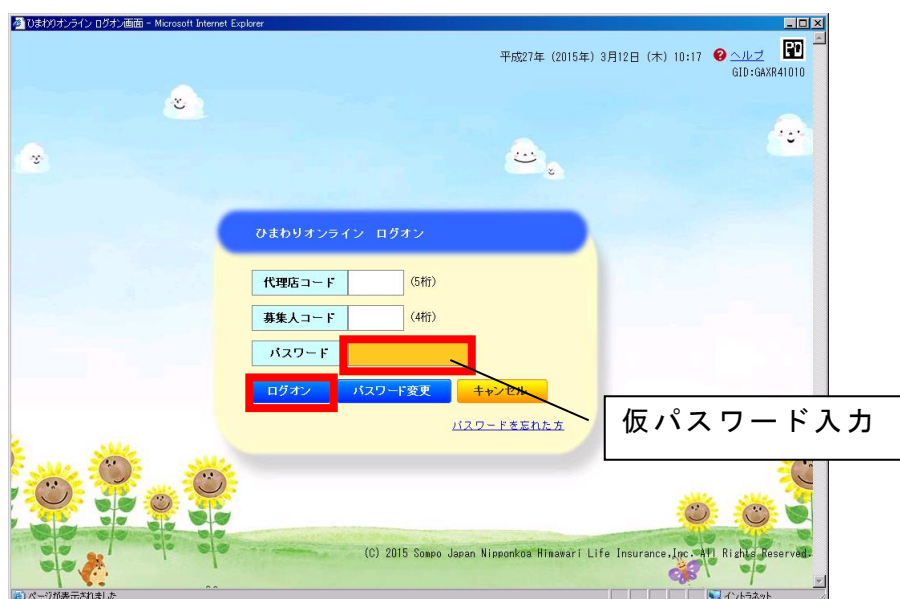 ひまわりオンライン ログオン画面 - Microsoft Internet Explorer
平成27年 (2015年) 3月12日 (木) 10:17 ? ヘルプ
GID:GAXR41010
ひまわりオンライン ログオン
代理店コード (5桁)
募集人コード (4桁)
パスワード
ログオン パスワード変更 キャンセル
パスワードを忘れた方
仮パスワード入力
(C) 2015 Sompo Japan Nipponkoa Himawari Life Insurance,Inc. All Rights Reserved.
ページが表示されました イントラネット